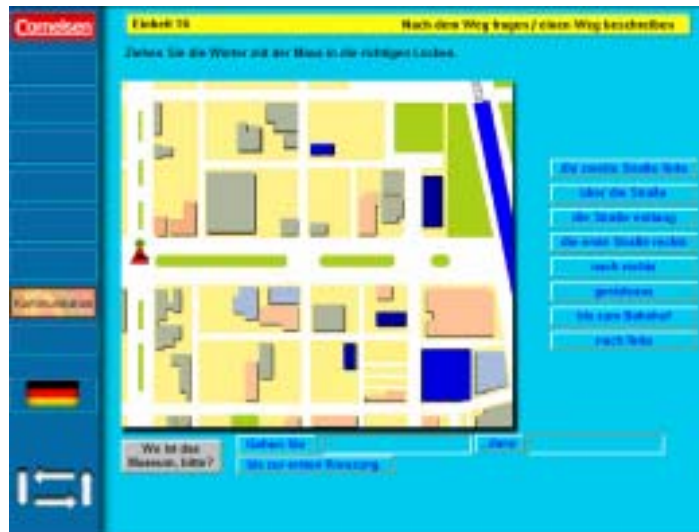 Cornelsen
Einheit 16
Nach dem Weg fragen / einen Weg beschreiben
Ziehen Sie die Wörter mit der Maus in die richtigen Lücken.
die zweite Straße links
über die Straße
die Straße entlang
die erste Straße rechts
nach rechts
geradeaus
Kommunikation
bis zum Bahnhof
nach links
Wo ist das
Museum, bitte?
Gehen Sie
dann
bis zur ersten Kreuzung